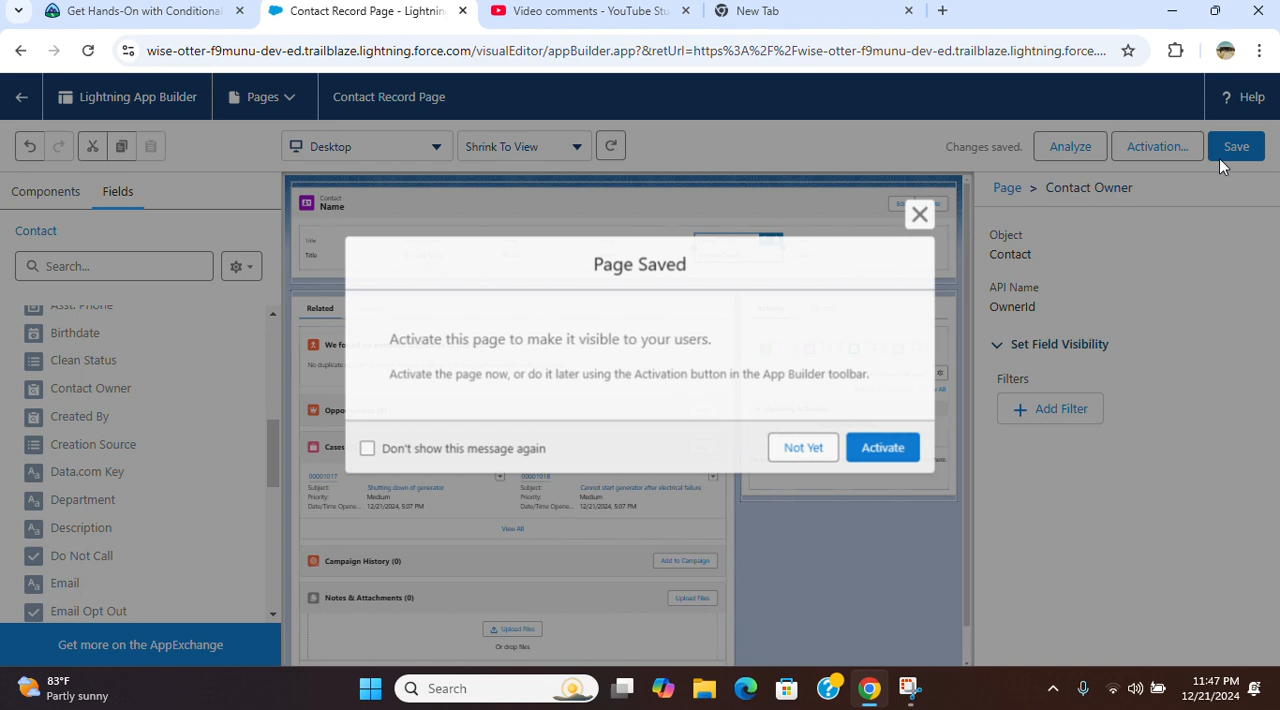 Get Hands-On with Conditional
Contact Record Page - Lightnin
Video comments - YouTube Stu
New Tab
wise-otter-f9munu-dev-ed.trailblaze.lightning.force.com/visualEditor/appBuilder.app?&retUrl=https%3A%2F%2Fwise-otter-f9munu-dev-ed.trailblaze.lightning.force....
Lightning App Builder
Pages
Contact Record Page
? Help
Desktop
Shrink To View
Changes saved.
Analyze
Activation...
Save
Components
Fields
Page > Contact Owner
Contact
Search...
Asst. Phone
Birthdate
Clean Status
Contact Owner
Created By
Creation Source
Data.com Key
Department
Description
Do Not Call
Email
Email Opt Out
Get more on the AppExchange
Contact
Name
Title
Title
Related
We fo
No duplicate
Cases
Page Saved
Activate this page to make it visible to your users.
Activate the page now, or do it later using the Activation button in the App Builder toolbar.
Don't show this message again
Not Yet
Activate
00001017
00001018
Subject: Shutting down of generator
Subject: Cannot start generator after electrical failure
Priority: Medium
Priority: Medium
Date/Time Opene... 12/21/2024, 5:07 PM
Date/Time Opene... 12/21/2024, 5:07 PM
View All
Campaign History (0)
Add to Campaign
Notes & Attachments (0)
Upload Files
Upload Files
Or drop files
Object
Contact
API Name
OwnerId
Set Field Visibility
Filters
Add Filter
83°F
Partly sunny
Search
11:47 PM
12/21/2024